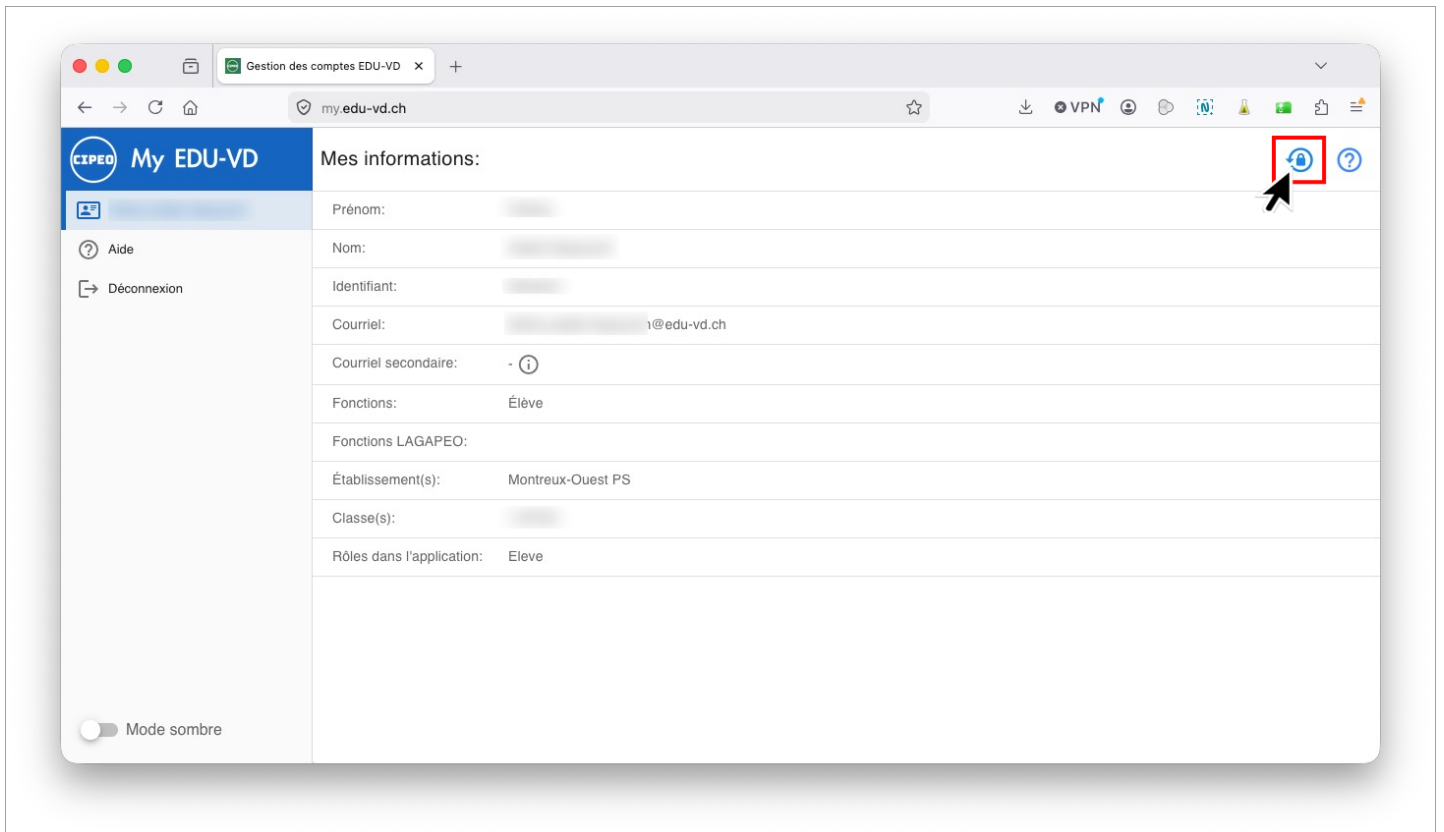 Gestion des comptes EDU-VD
my.edu-vd.ch
VPN
CIPEO My EDU-VD
Mes informations:
Prénom:
Aide
Nom:
Déconnexion
Identifiant:
Courriel: @edu-vd.ch
Courriel secondaire: -
Fonctions: Élève
Fonctions LAGAPEO:
Établissement(s): Montreux-Ouest PS
Classe(s):
Rôles dans l'application: Eleve
Mode sombre